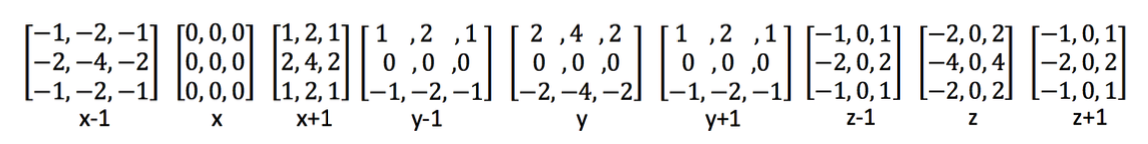 [−1, −2, −1] [0, 0, 0] [1, 2, 1] [ 1 , 2 , 1 ] [ 2 , 4 , 2 ] [ 1 , 2 , 1 ] [−1, 0, 1] [−2, 0, 2] [−1, 0, 1]
[−2, −4, −2] [0, 0, 0] [2, 4, 2] [ 0 , 0 , 0 ] [ 0 , 0 , 0 ] [ 0 , 0 , 0 ] [−2, 0, 2] [−4, 0, 4] [−2, 0, 2]
[−1, −2, −1] [0, 0, 0] [1, 2, 1] [−1, −2, −1] [−2, −4, −2] [−1, −2, −1] [−1, 0, 1] [−2, 0, 2] [−1, 0, 1]
x-1 x x+1 y-1 y y+1 z-1 z z+1